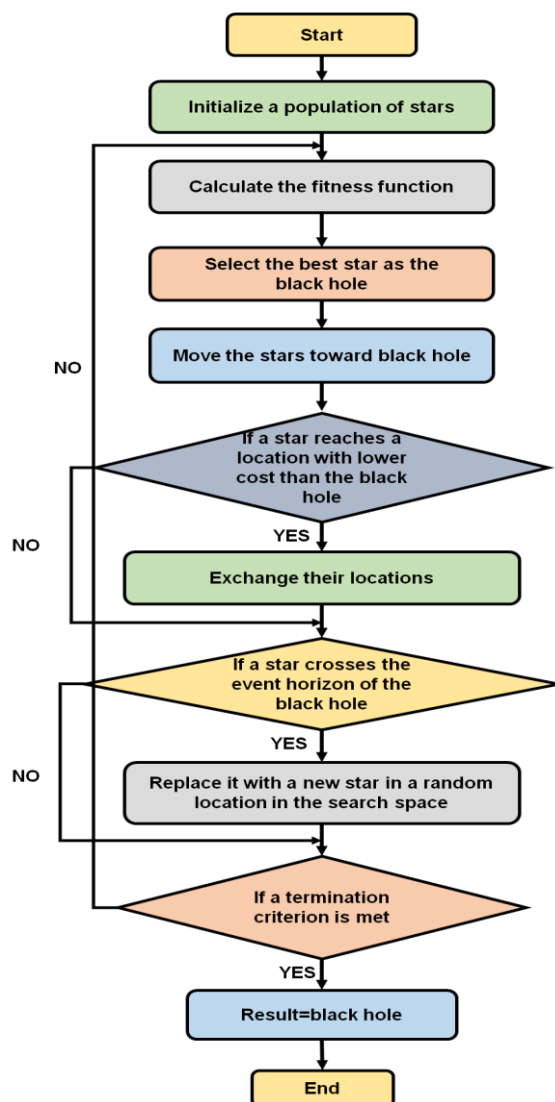 Start
Initialize a population of stars
Calculate the fitness function
Select the best star as the
black hole
Move the stars toward black hole
NO
If a star reaches a
location with lower
cost than the black
hole
YES
NO
Exchange their locations
If a star crosses the
event horizon of the
black hole
YES
NO
Replace it with a new star in a random
location in the search space
If a termination
criterion is met
YES
Result=black hole
End